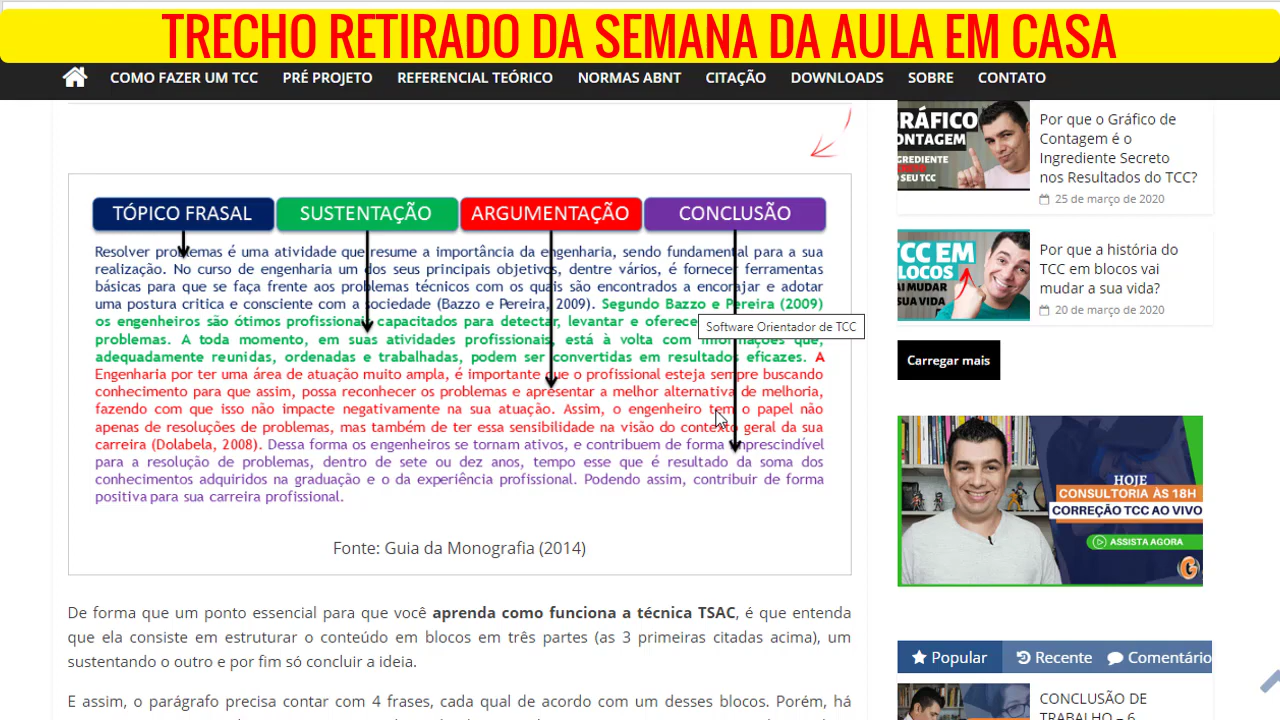 TRECHO RETIRADO DA SEMANA DA AULA EM CASA
COMO FAZER UM TCC PRÉ PROJETO REFERENCIAL TEÓRICO NORMAS ABNT CITAÇÃO DOWNLOADS SOBRE CONTATO
TÓPICO FRASAL SUSTENTAÇÃO ARGUMENTAÇÃO CONCLUSÃO
Resolver problemas é uma atividade que resume a importância da engenharia, sendo fundamental para a sua
realização. No curso de engenharia um dos seus principais objetivos, dentre vários, é fornecer ferramentas
básicas para que se faça frente aos problemas técnicos com os quais são encontrados a encorajar e adotar
uma postura critica e consciente com a sociedade (Bazzo e Pereira, 2009). Segundo Bazzo e Pereira (2009)
os engenheiros são ótimos profissionais capacitados para detectar, levantar e oferece
problemas. A toda momento, em suas atividades profissionais, está à volta com informações que,
adequadamente reunidas, ordenadas e trabalhadas, podem ser convertidas em resultados eficazes. A
Engenharia por ter uma área de atuação muito ampla, é importante que o profissional esteja sempre buscando
conhecimento para que assim, possa reconhecer os problemas e apresentar a melhor alternativa de melhoria,
fazendo com que isso não impacte negativamente na sua atuação. Assim, o engenheiro tem o papel não
apenas de resoluções de problemas, mas também de ter essa sensibilidade na visão do contexto geral da sua
carreira (Dolabela, 2008). Dessa forma os engenheiros se tornam ativos, e contribuem de forma imprescindível
para a resolução de problemas, dentro de sete ou dez anos, tempo esse que é resultado da soma dos
conhecimentos adquiridos na graduação e o da experiência profissional. Podendo assim, contribuir de forma
positiva para sua carreira profissional.
Software Orientador de TCC
Fonte: Guia da Monografia (2014)
De forma que um ponto essencial para que você aprenda como funciona a técnica TSAC, é que entenda
que ela consiste em estruturar o conteúdo em blocos em três partes (as 3 primeiras citadas acima), um
sustentando o outro e por fim só concluir a ideia.
E assim, o parágrafo precisa contar com 4 frases, cada qual de acordo com um desses blocos. Porém, há
GRÁFICO
CONTAGEM
INGREDIENTE
SEU TCC
Por que o Gráfico de
Contagem é o
Ingrediente Secreto
nos Resultados do TCC?
25 de março de 2020
TCC EM
BLOCOS
VAI MUDAR
SUA VIDA
Por que a história do
TCC em blocos vai
mudar a sua vida?
20 de março de 2020
Carregar mais
HOJE
CONSULTORIA ÀS 18H
CORREÇÃO TCC AO VIVO
ASSISTA AGORA
G
Popular Recente Comentário
CONCLUSÃO DE
TRABALHO – 6